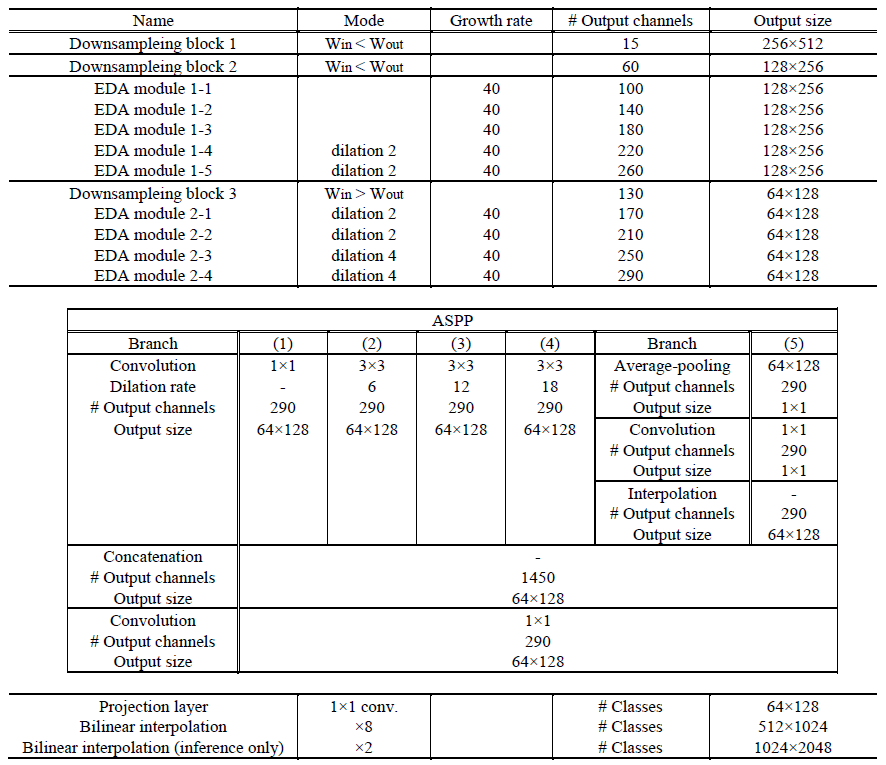 Name Mode Growth rate # Output channels Output size
Downsampleing block 1 Win < Wout 15 256×512
Downsampleing block 2 Win < Wout 60 128×256
EDA module 1-1 40 100 128×256
EDA module 1-2 40 140 128×256
EDA module 1-3 40 180 128×256
EDA module 1-4 dilation 2 40 220 128×256
EDA module 1-5 dilation 2 40 260 128×256
Downsampleing block 3 Win > Wout 130 64×128
EDA module 2-1 dilation 2 40 170 64×128
EDA module 2-2 dilation 2 40 210 64×128
EDA module 2-3 dilation 4 40 250 64×128
EDA module 2-4 dilation 4 40 290 64×128
ASPP
Branch (1) (2) (3) (4) Branch (5)
Convolution 1×1 3×3 3×3 3×3 Average-pooling 64×128
Dilation rate - 6 12 18 # Output channels 290
# Output channels 290 290 290 290 Output size 1×1
Output size 64×128 64×128 64×128 64×128 Convolution 1×1
# Output channels 290
Output size 1×1
Interpolation -
# Output channels 290
Output size 64×128
Concatenation -
# Output channels 1450
Output size 64×128
Convolution 1×1
# Output channels 290
Output size 64×128
Projection layer 1×1 conv. # Classes 64×128
Bilinear interpolation ×8 # Classes 512×1024
Bilinear interpolation (inference only) ×2 # Classes 1024×2048